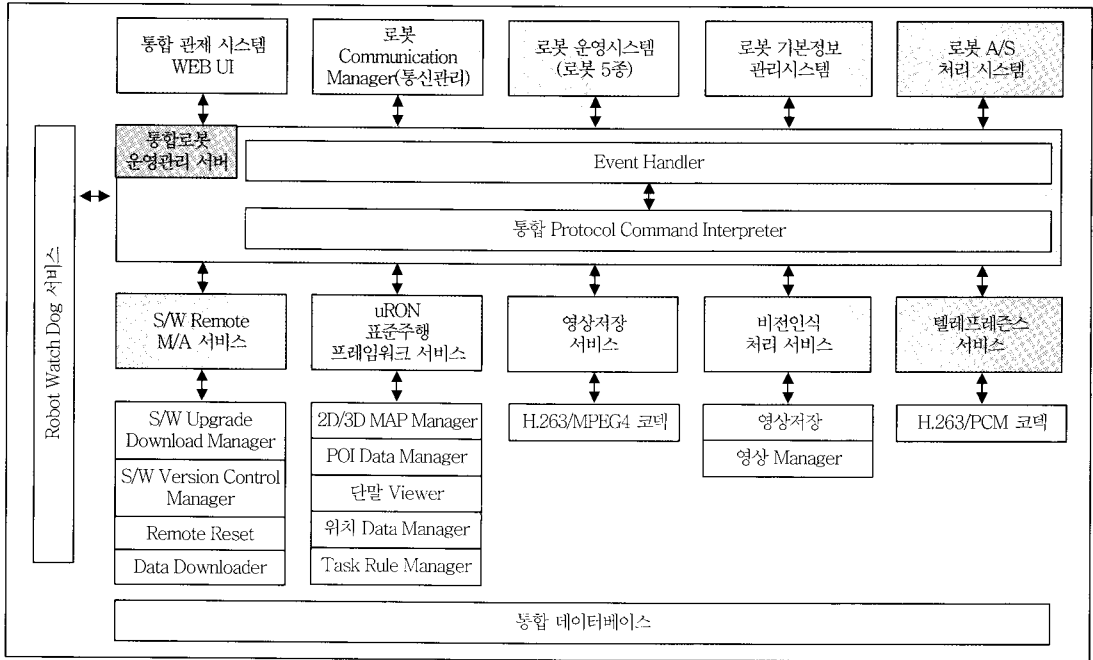 통합 관제 시스템
WEB UI
로봇
Communication
Manager(통신관리)
로봇 운영시스템
(로봇 5종)
로봇 기본정보
관리시스템
로봇 A/S
처리 시스템
Robot Watch Dog 서비스
통합로봇
운영관리 서버
Event Handler
통합 Protocol Command Interpreter
S/W Remote
M/A 서비스
uRON
표준주행
프레임워크 서비스
영상저장
서비스
비전인식
처리 서비스
텔레프레즌스
서비스
S/W Upgrade
Download Manager
S/W Version Control
Manager
Remote Reset
Data Downloader
2D/3D MAP Manager
POI Data Manager
단말 Viewer
위치 Data Manager
Task Rule Manager
H.263/MPEG4 코덱
영상저장
영상 Manager
H.263/PCM 코덱
통합 데이터베이스